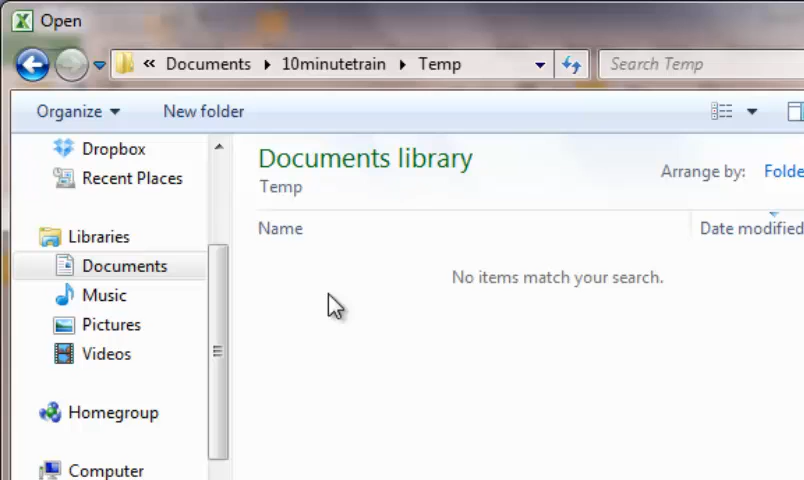 Open
« Documents 10minutetrain Temp
Search Temp
Organize New folder
Dropbox
Recent Places
Libraries
Documents
Music
Pictures
Videos
Homegroup
Computer
Documents library
Temp
Arrange by: Folde
Name Date modified
No items match your search.